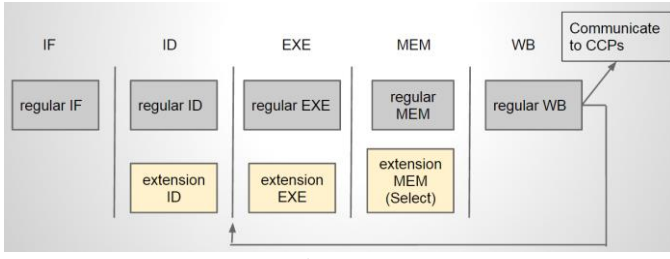 IF ID EXE MEM WB
Communicate
to CCPs
regular IF
regular ID
regular EXE
regular
MEM
regular WB
extension
ID
extension
EXE
extension
MEM
(Select)